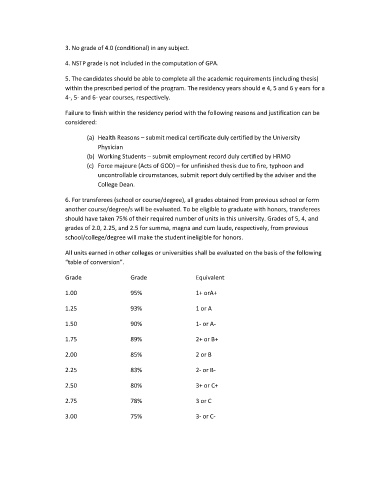 3. No grade of 4.0 (conditional) in any subject.
4. NSTP grade is not included in the computation of GPA.
5. The candidates should be able to complete all the academic requirements (including thesis)
within the prescribed period of the program. The residency years should e 4, 5 and 6 y ears for a
4-, 5- and 6- year courses, respectively.
Failure to finish within the residency period with the following reasons and justification can be
considered:
(a) Health Reasons – submit medical certificate duly certified by the University
Physician
(b) Working Students – submit employment record duly certified by HRMO
(c) Force majeure (Acts of GOD) – for unfinished thesis due to fire, typhoon and
uncontrollable circumstances, submit report duly certified by the adviser and the
College Dean.
6. For transferees (school or course/degree), all grades obtained from previous school or form
another course/degree/s will be evaluated. To be eligible to graduate with honors, transferees
should have taken 75% of their required number of units in this university. Grades of 5, 4, and
grades of 2.0, 2.25, and 2.5 for summa, magna and cum laude, respectively, from previous
school/college/degree will make the student ineligible for honors.
All units earned in other colleges or universities shall be evaluated on the basis of the following
"table of conversion".
Grade Grade Equivalent
1.00 95% 1+ orA+
1.25 93% 1 or A
1.50 90% 1- or A-
1.75 89% 2+ or B+
2.00 85% 2 or B
2.25 83% 2- or B-
2.50 80% 3+ or C+
2.75 78% 3 or C
3.00 75% 3- or C-